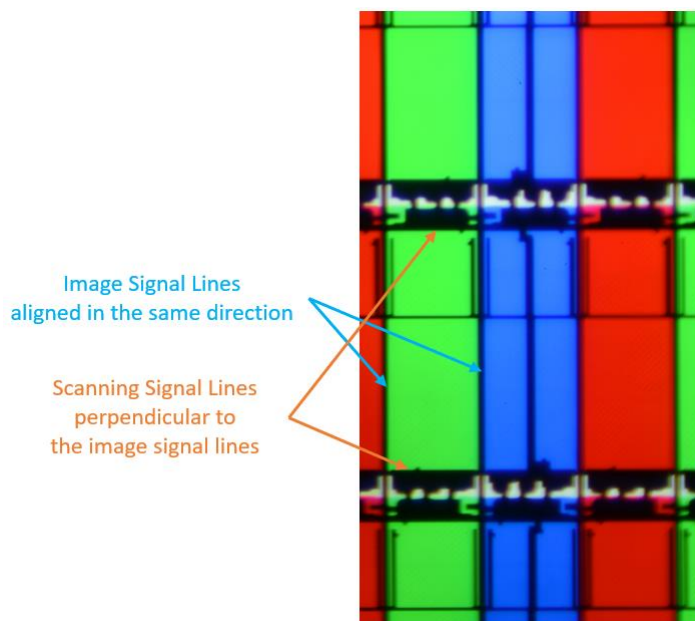 Image Signal Lines
aligned in the same direction
Scanning Signal Lines
perpendicular to
the image signal lines